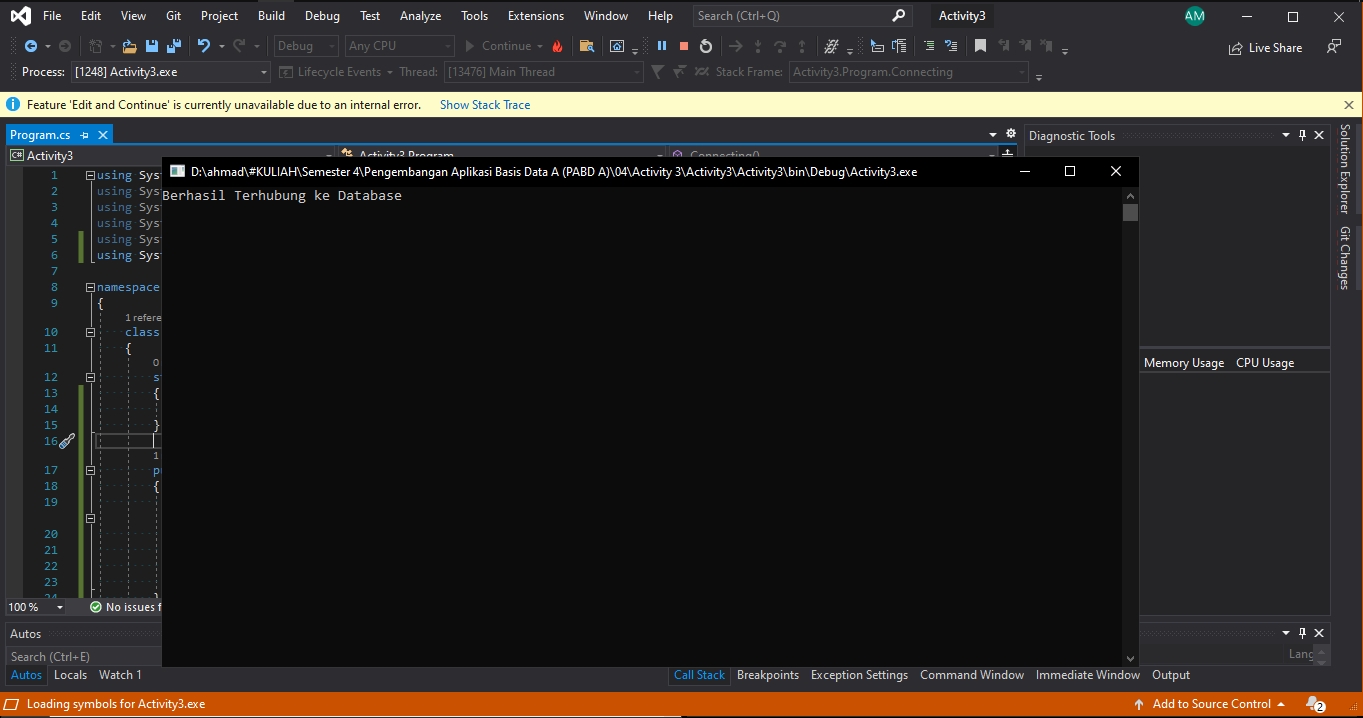 File Edit View Git Project Build Debug Test Analyze Tools Extensions Window Help Search (Ctrl+Q) Activity3 AM
Debug Any CPU Continue Live Share
Process: [1248] Activity3.exe Lifecycle Events Thread: [13476] Main Thread Stack Frame: Activity3.Program.Connecting
Feature 'Edit and Continue' is currently unavailable due to an internal error. Show Stack Trace
Program.cs Diagnostic Tools
Activity3 Activity3.Program Connecting()
D:\ahmad\#KULIAH\Semester 4\Pengembangan Aplikasi Basis Data A (PABD A)\04\Activity 3\Activity3\Activity3\bin\Debug\Activity3.exe
Berhasil Terhubung ke Database
1 using Sys
2 using Sys
3 using Sys
4 using Sys
5 using Sys
6 using Sys
7
8 namespace
9 {
1 refere
10 class
11 {
0
12 s
13 {
14
15 }
16
1
17 p
18 {
19
20
21
22
23
24 }
Solution Explorer
Git Changes
Memory Usage CPU Usage
100 % No issues f
Autos
Search (Ctrl+E) Lang
Autos Locals Watch 1 Call Stack Breakpoints Exception Settings Command Window Immediate Window Output
Loading symbols for Activity3.exe Add to Source Control 2